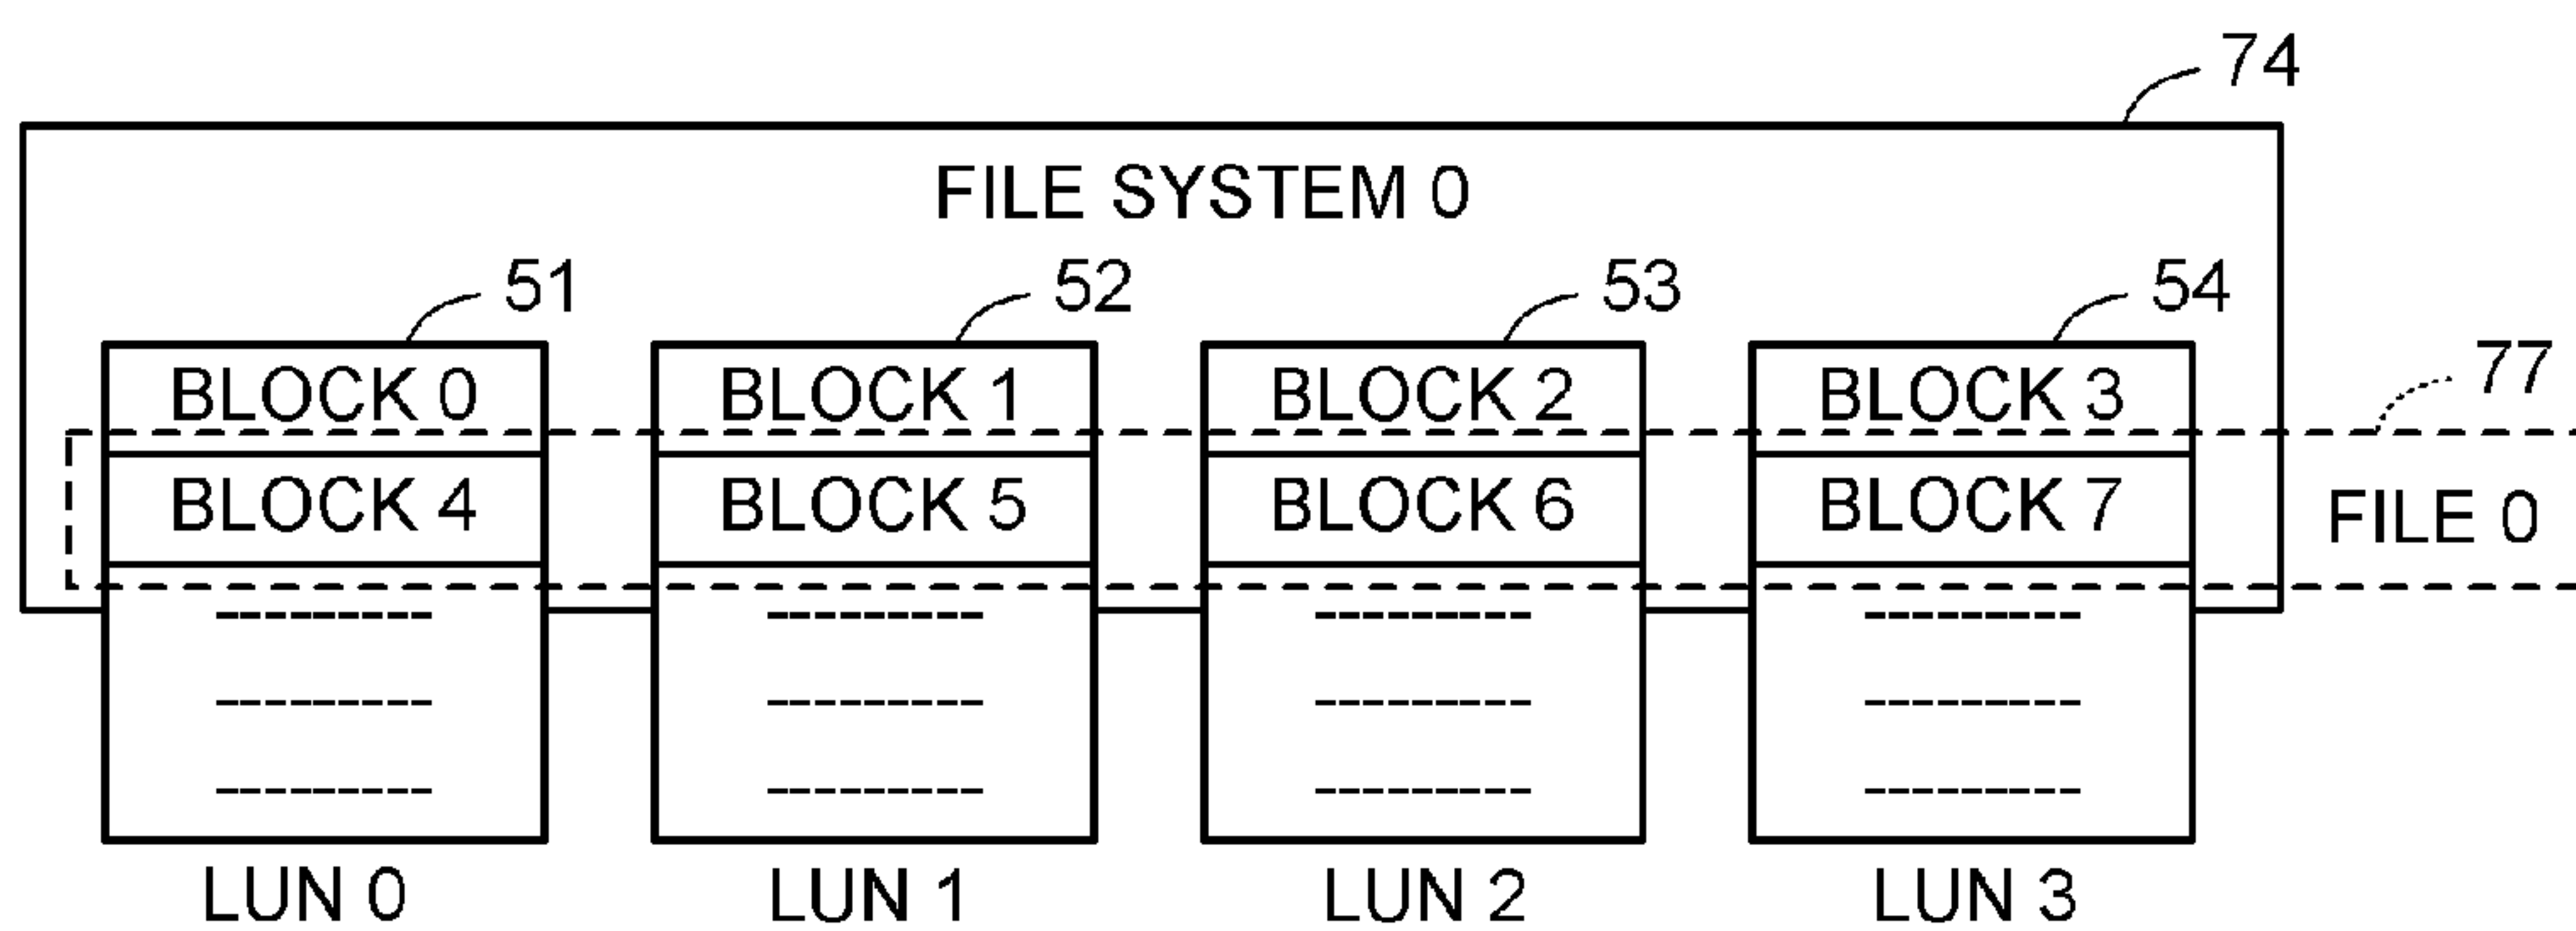 74
FILE SYSTEM 0
51 52 53 54
BLOCK 0 BLOCK 1 BLOCK 2 BLOCK 3
77
BLOCK 4 BLOCK 5 BLOCK 6 BLOCK 7 FILE 0
LUN 0 LUN 1 LUN 2 LUN 3